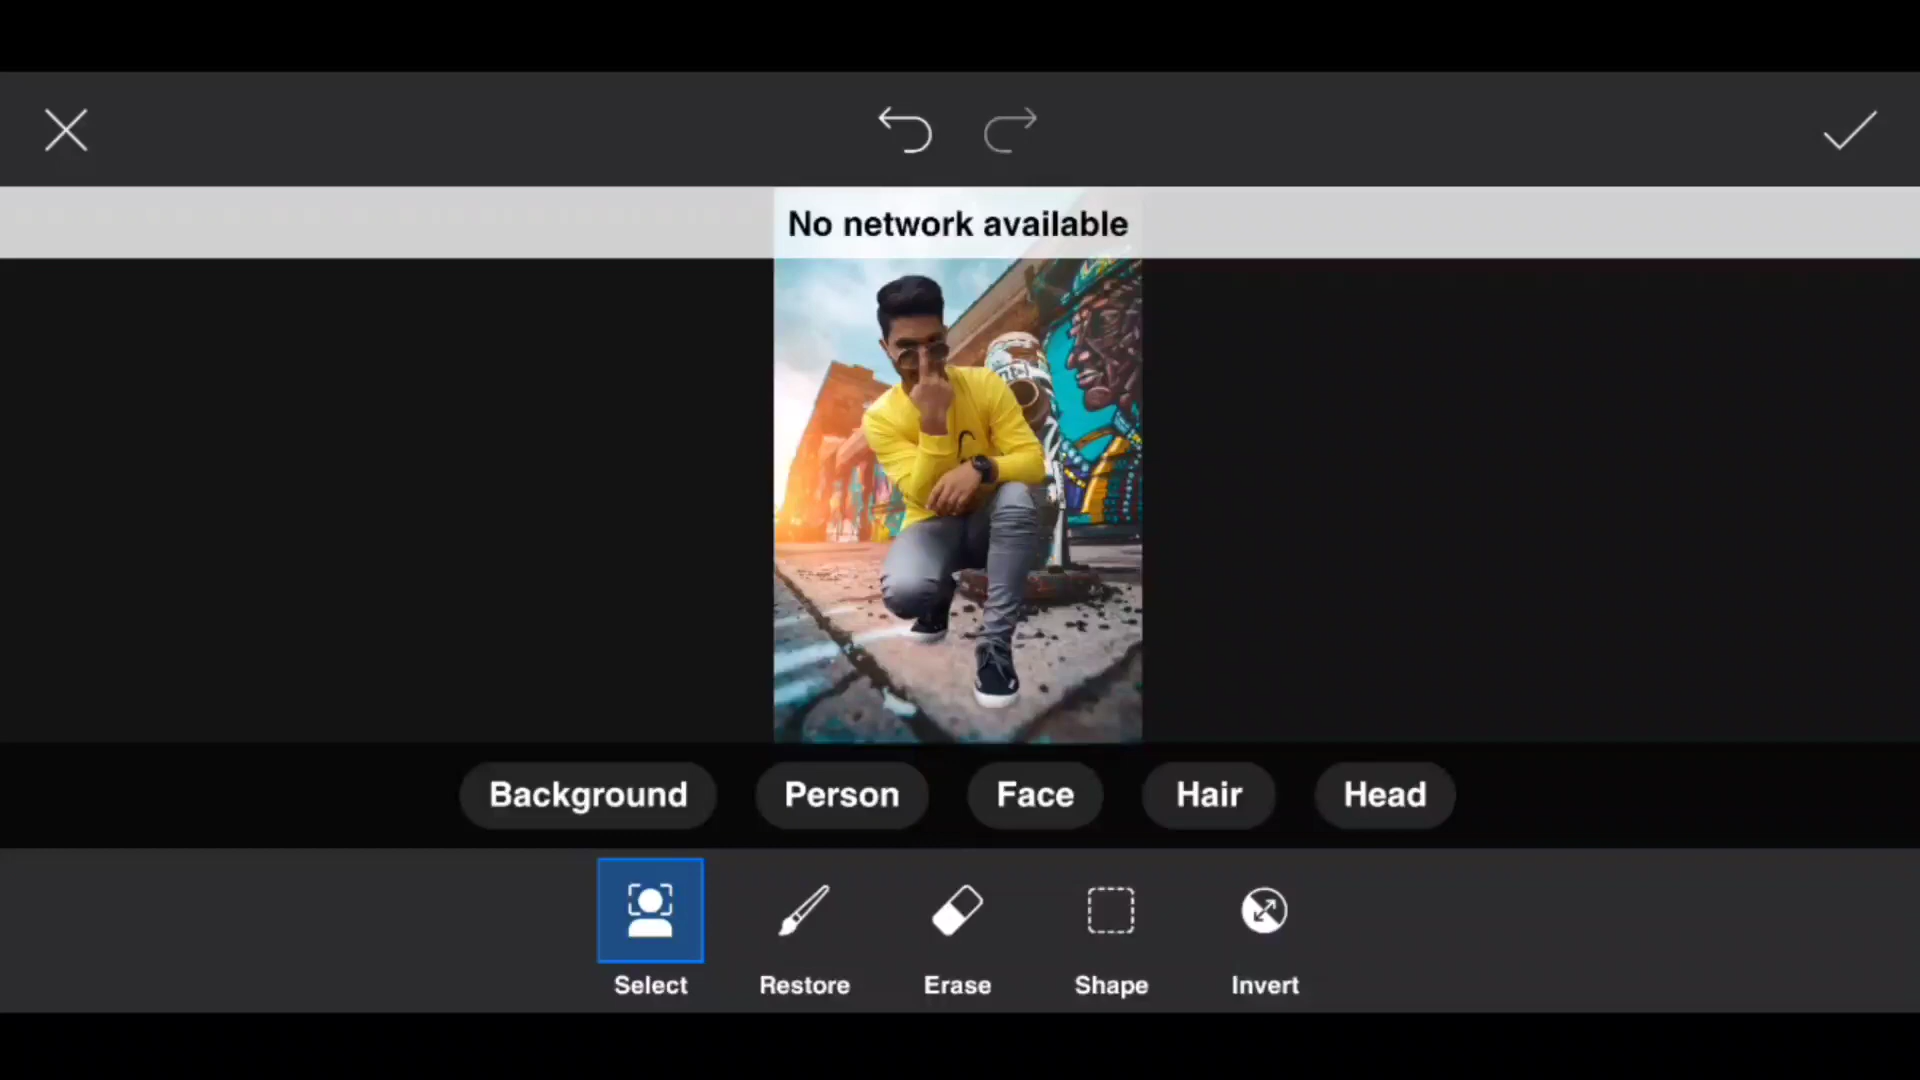 No network available
Background Person Face Hair Head
Select Restore Erase Shape Invert